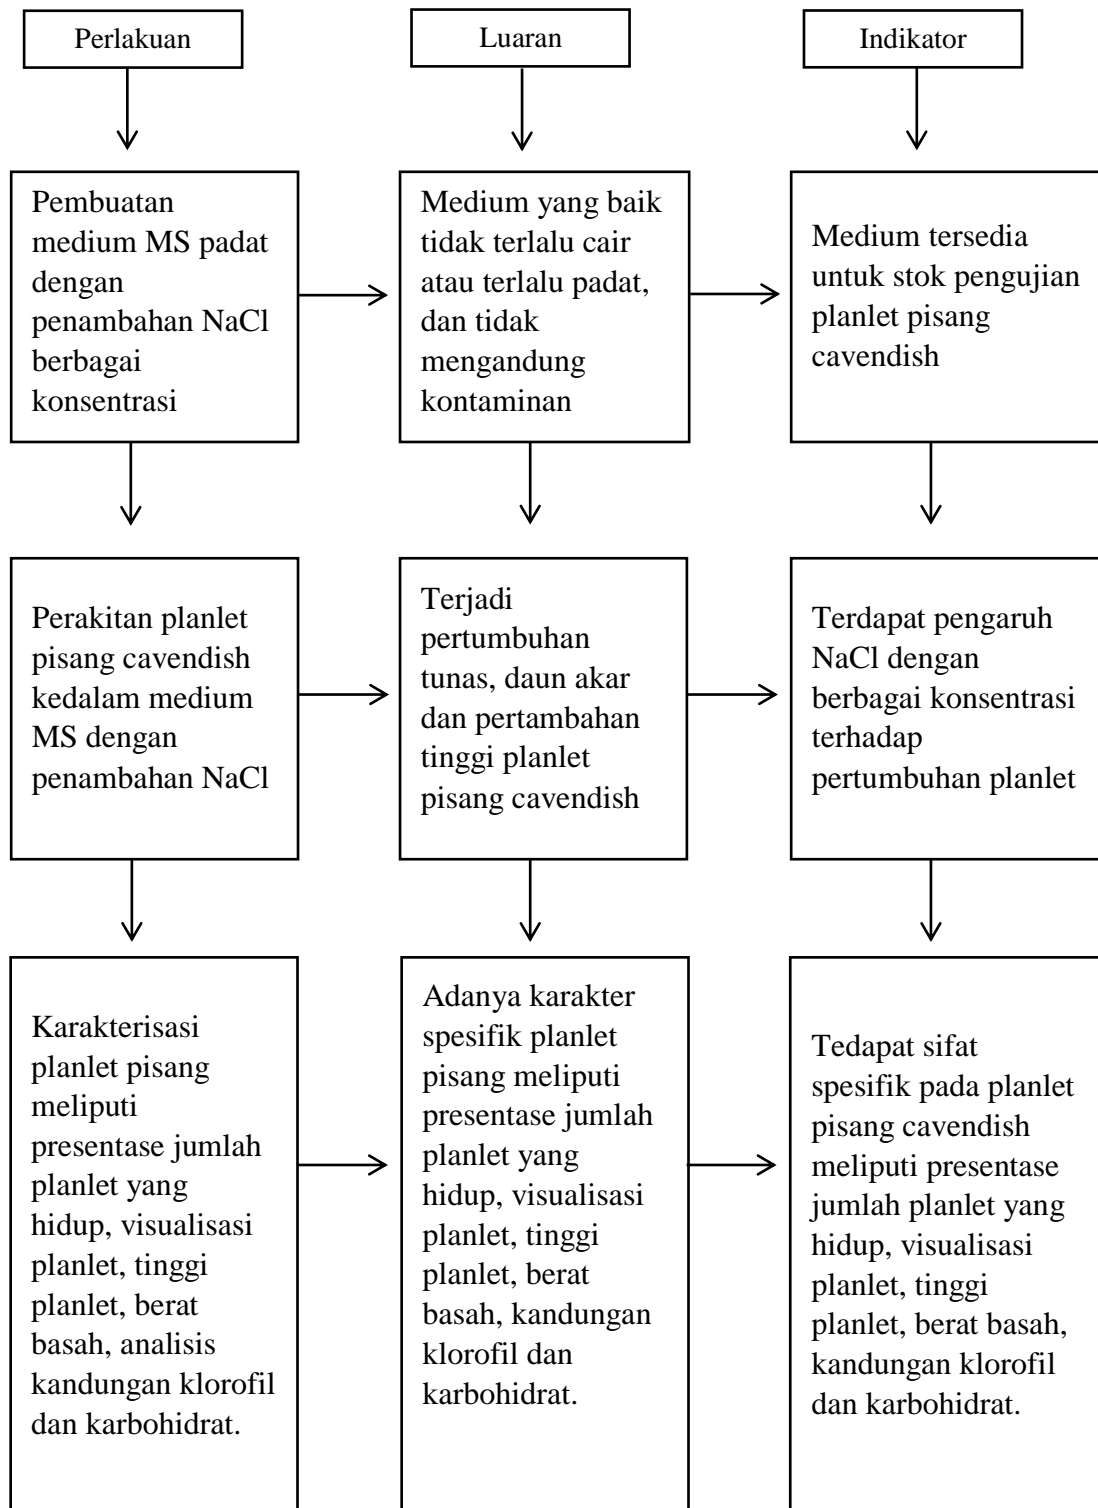 Perlakuan
Luaran
Indikator
Pembuatan
medium MS padat
dengan
penambahan NaCl
berbagai
konsentrasi
Medium yang baik
tidak terlalu cair
atau terlalu padat,
dan tidak
mengandung
kontaminan
Medium tersedia
untuk stok pengujian
planlet pisang
cavendish
Perakitan planlet
pisang cavendish
kedalam medium
MS dengan
penambahan NaCl
Terjadi
pertumbuhan
tunas, daun akar
dan pertambahan
tinggi planlet
pisang cavendish
Terdapat pengaruh
NaCl dengan
berbagai konsentrasi
terhadap
pertumbuhan planlet
Karakterisasi
planlet pisang
meliputi
presentase jumlah
planlet yang
hidup, visualisasi
planlet, tinggi
planlet, berat
basah, analisis
kandungan klorofil
dan karbohidrat.
Adanya karakter
spesifik planlet
pisang meliputi
presentase jumlah
planlet yang
hidup, visualisasi
planlet, tinggi
planlet, berat
basah, kandungan
klorofil dan
karbohidrat.
Tedapat sifat
spesifik pada planlet
pisang cavendish
meliputi presentase
jumlah planlet yang
hidup, visualisasi
planlet, tinggi
planlet, berat basah,
kandungan klorofil
dan karbohidrat.